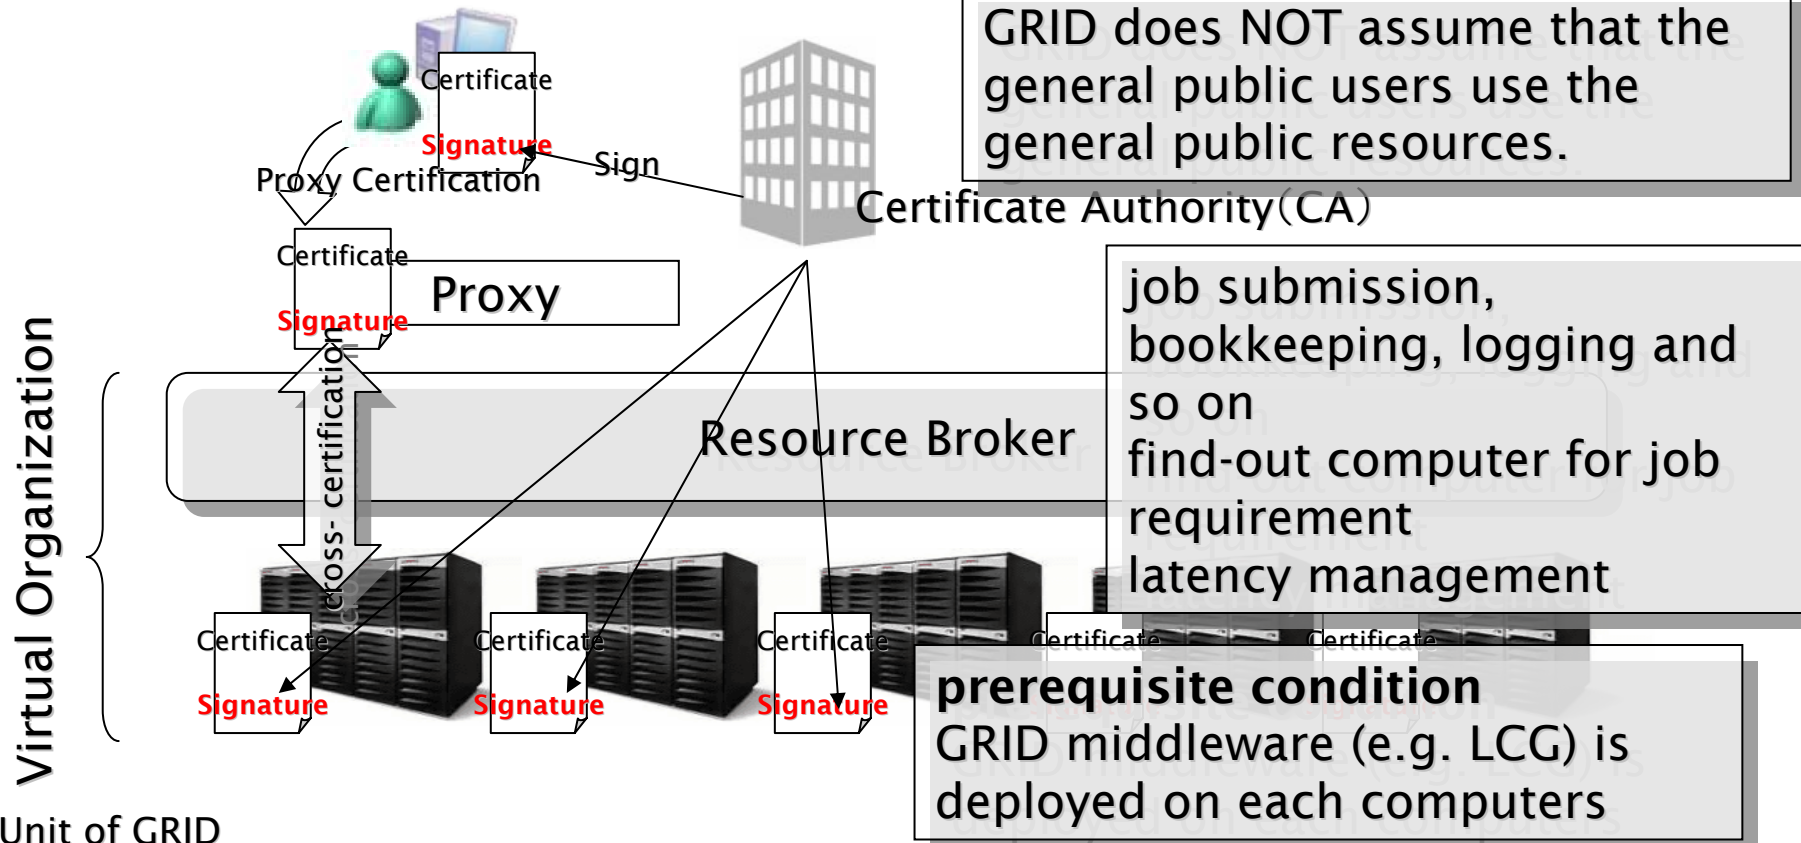 GRID does NOT assume that the
general public users use the
general public resources.
Certificate
Signature
Sign
Proxy Certification
Certificate Authority（CA）
Certificate
Signature
Proxy
job submission,
bookkeeping, logging and
so on
find-out computer for job
requirement
latency management
Virtual Organization
cross- certification
Resource Broker
Certificate
Signature
Certificate
Signature
Certificate
Signature
Certificate
Certificate
prerequisite condition
GRID middleware (e.g. LCG) is
deployed on each computers
Unit of GRID